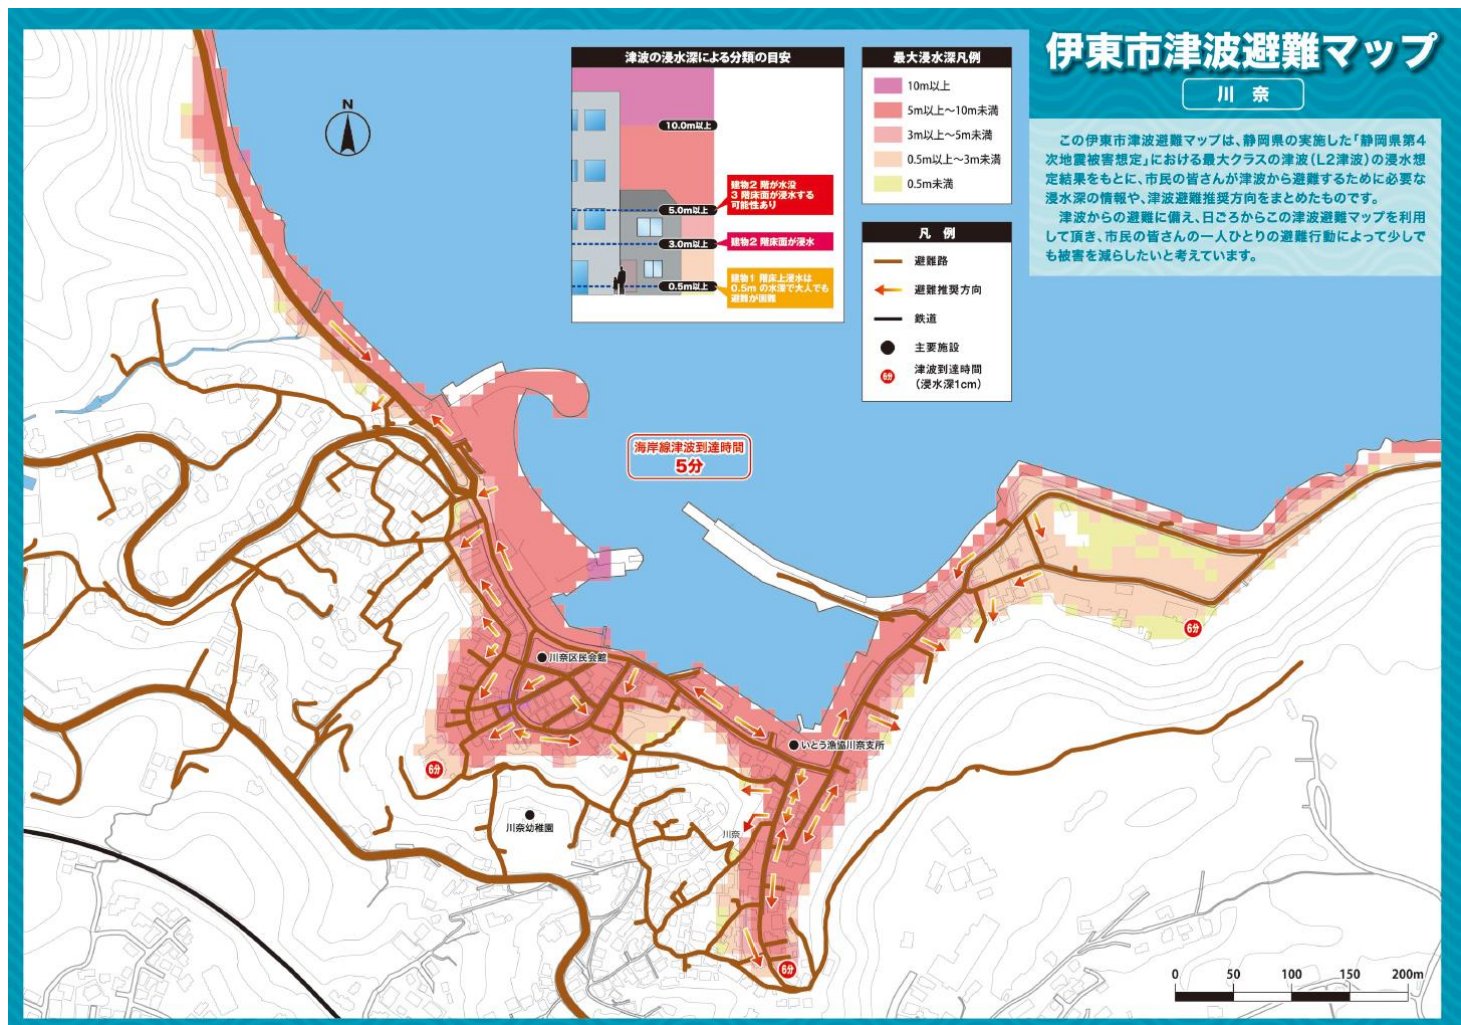 伊東市津波避難マップ
川奈
この伊東市津波避難マップは、静岡県の実施した「静岡県第4
次地震被害想定」における最大クラスの津波(L2津波)の浸水想
定結果をもとに、市民の皆さんが津波から避難するために必要な
浸水深の情報や、津波避難推奨方向をまとめたものです。
津波からの避難に備え、日ごろからこの津波避難マップを利用
して頂き、市民の皆さんの一人ひとりの避難行動によって少しで
も被害を減らしたいと考えています。
津波の浸水深による分類の目安
10.0m以上
建物2 階が水没
3 階床面が浸水する
可能性あり
5.0m以上
建物2 階床面が浸水
3.0m以上
建物1 階床上浸水は
0.5m の水深で大人でも
避難が困難
0.5m以上
最大浸水深凡例
10m以上
5m以上～10m未満
3m以上～5m未満
0.5m以上～3m未満
0.5m未満
凡 例
避難路
避難推奨方向
鉄道
主要施設
6分
津波到達時間
(浸水深1cm)
N
海岸線津波到達時間
5分
6分
川奈区民会館
いとう漁協川奈支所
6分
川奈幼稚園
川奈
6分
0 50 100 150 200m